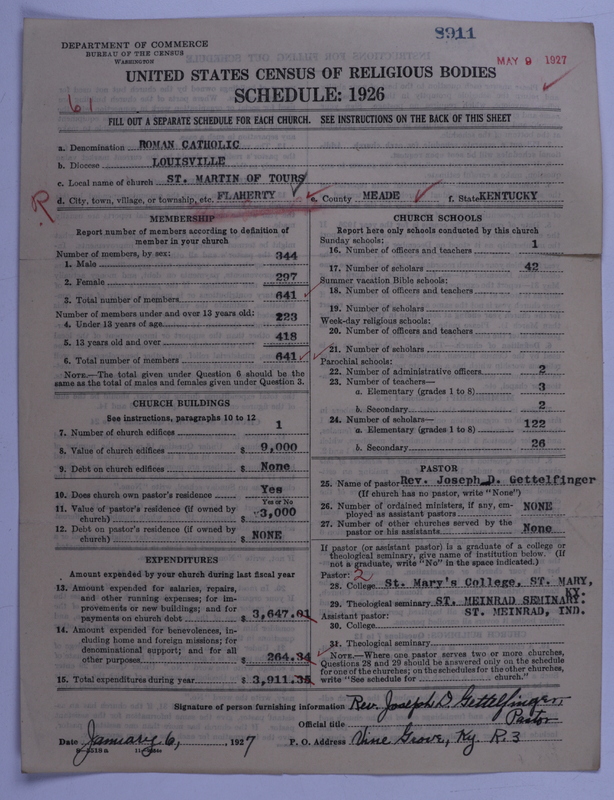 8911
DEPARTMENT OF COMMERCE
BUREAU OF THE CENSUS
WASHINGTON
MAY 9 1927
UNITED STATES CENSUS OF RELIGIOUS BODIES
SCHEDULE: 1926
61
FILL OUT A SEPARATE SCHEDULE FOR EACH CHURCH. SEE INSTRUCTIONS ON THE BACK OF THIS SHEET
a. Denomination ROMAN CATHOLIC
b. Diocese LOUISVILLE
c. Local name of church ST. MARTIN OF TOURS
d. City, town, village, or township, etc. FLAHERTY e. County MEADE f. State KENTUCKY
R
MEMBERSHIP
Report number of members according to definition of
member in your church
Number of members, by sex:
1. Male 344
2. Female 297
3. Total number of members 641
Number of members under and over 13 years old:
4. Under 13 years of age 223
5. 13 years old and over 418
6. Total number of members 641
NOTE.—The total given under Question 6 should be
same as the total of males and females given under Question 3.
CHURCH BUILDINGS
See instructions, paragraphs 10 to 12
7. Number of church edifices 1
8. Value of church edifices $ 9,000
9. Debt on church edifices $ None
10. Does church own pastor's residence Yes
Yes or No
11. Value of pastor's residence (if owned by
church) $ 3,000
12. Debt on pastor's residence (if owned by
church) $ NONE
EXPENDITURES
Amount expended by your church during last fiscal year
13. Amount expended for salaries, repairs,
and other running expenses; for im-
provements or new buildings; and for
payments on church debt $ 3,647.01
14. Amount expended for benevolences, in-
cluding home and foreign missions; for
denominational support; and for all
other purposes $ 264.34
15. Total expenditures during year $ 3,911.35
CHURCH SCHOOLS
Report here only schools conducted by this church
Sunday schools:
16. Number of officers and teachers 1
17. Number of scholars 42
Summer vacation Bible schools:
18. Number of officers and teachers
19. Number of scholars
Week-day religious schools:
20. Number of officers and teachers
21. Number of scholars
Parochial schools:
22. Number of administrative officers 2
23. Number of teachers—
a. Elementary (grades 1 to 8) 3
b. Secondary 2
24. Number of scholars—
a. Elementary (grades 1 to 8) 122
b. Secondary 26
PASTOR
25. Name of pastor Rev. Joseph D. Gettelfinger
(If church has no pastor, write "None")
26. Number of ordained ministers, if any, em-
ployed as assistant pastors NONE
27. Number of other churches served by the
pastor or his assistants None
If pastor (or assistant pastor) is a graduate of a college or
theological seminary, give name of institution below. (If
not a graduate, write "No" in the space indicated.)
Pastor: 2
28. College St. Mary's College, ST. MARY,
KY.
29. Theological seminary ST. MEINRAD SEMINARY.
Assistant pastor: ST. MEINRAD, IND.
30. College
31. Theological seminary
NOTE.—Where one pastor serves two or more churches,
Questions 28 and 29 should be answered only on the schedule
for one of the churches; on the schedules for the other churches,
write "See schedule for church."
Signature of person furnishing information Rev. Joseph D. Gettelfinger,
Official title Pastor
Date January 6, , 1927 P. O. Address Vine Grove, Ky. R. 3